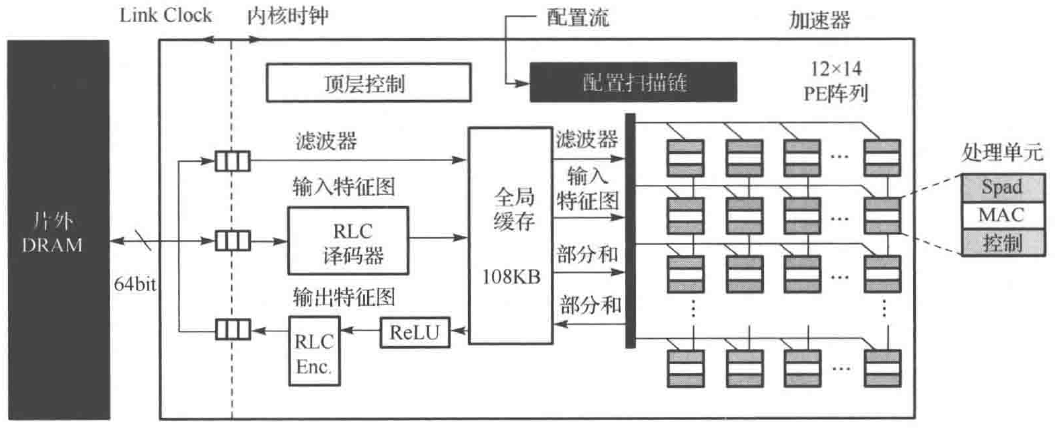 Link Clock
内核时钟
配置流
加速器
顶层控制
配置扫描链
12×14
PE阵列
滤波器
滤波器
处理单元
输入特征图
输入
特征图
全局
缓存
108KB
Spad
MAC
控制
片外
DRAM
RLC
译码器
64bit
部分和
输出特征图
部分和
ReLU
RLC
Enc.
...
...
...
...
...
...
...